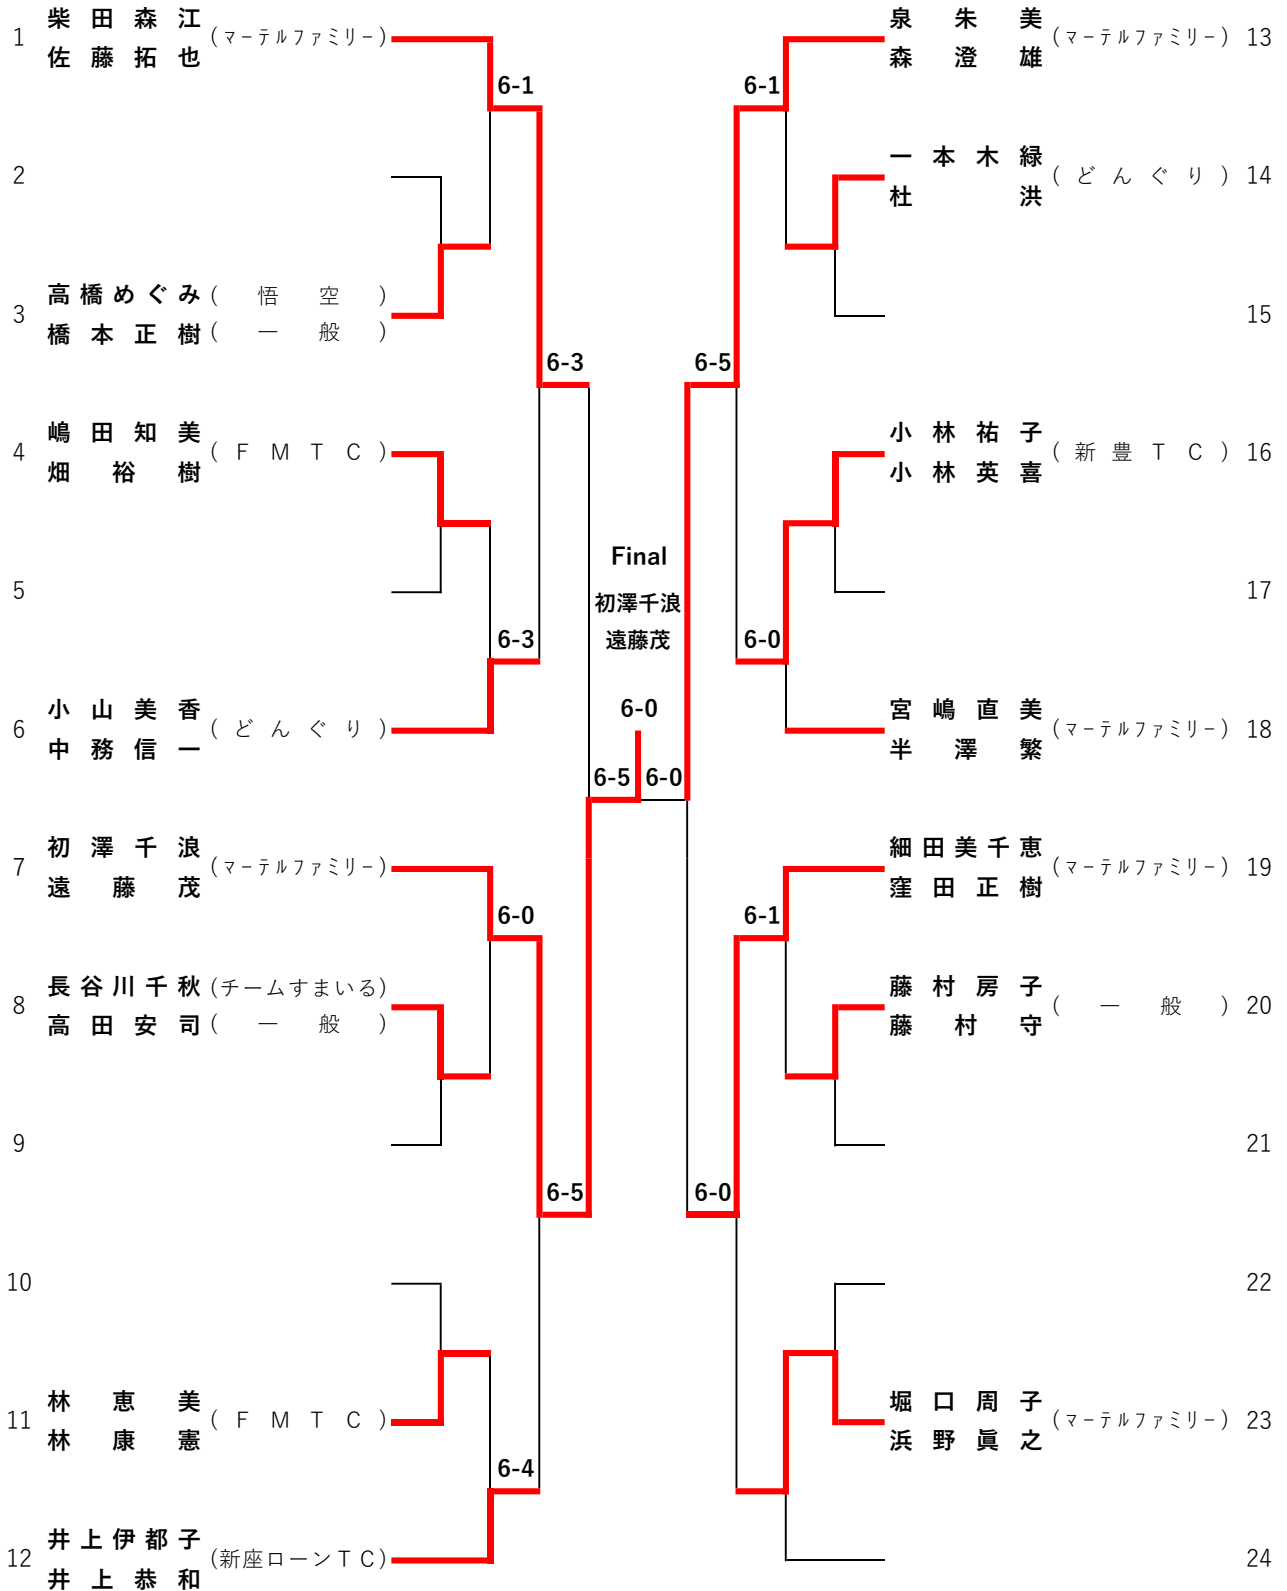 1 柴田森江 (マーテルファミリー)
佐藤拓也
6-1
2
3 高橋めぐみ (悟空)
橋本正樹 (一般)
6-3
4 嶋田知美 (FMTC)
畑裕樹
5
6-3
6 小山美香 (どんぐり)
中務信一
7 初澤千浪 (マーテルファミリー)
遠藤茂
6-0
8 長谷川千秋 (チームすまいる)
高田安司 (一般)
9
6-5
10
11 林恵美 (FMTC)
林康憲
6-4
12 井上伊都子 (新座ローンTC)
井上恭和
Final
初澤千浪
遠藤茂
6-0
6-5 6-0
泉朱美 (マーテルファミリー) 13
森澄雄
6-1
一本木緑 (どんぐり) 14
杜洪
15
6-5
小林祐子 (新豊TC) 16
小林英喜
17
6-0
宮嶋直美 (マーテルファミリー) 18
半澤繁
細田美千恵 (マーテルファミリー) 19
窪田正樹
6-1
藤村房子 (一般) 20
藤村守
21
6-0
22
堀口周子 (マーテルファミリー) 23
浜野眞之
24